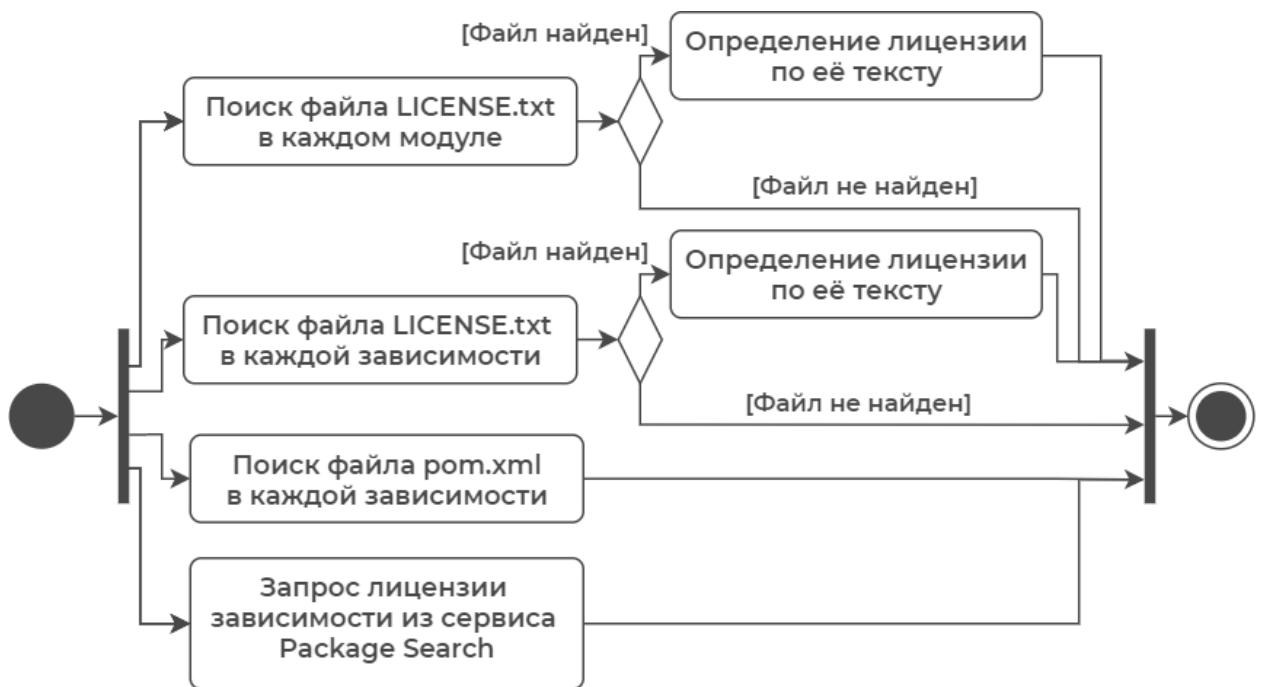 [Файл найден]
Определение лицензии
по её тексту
Поиск файла LICENSE.txt
в каждом модуле
[Файл не найден]
[Файл найден]
Определение лицензии
по её тексту
Поиск файла LICENSE.txt
в каждой зависимости
[Файл не найден]
Поиск файла pom.xml
в каждой зависимости
Запрос лицензии
зависимости из сервиса
Package Search